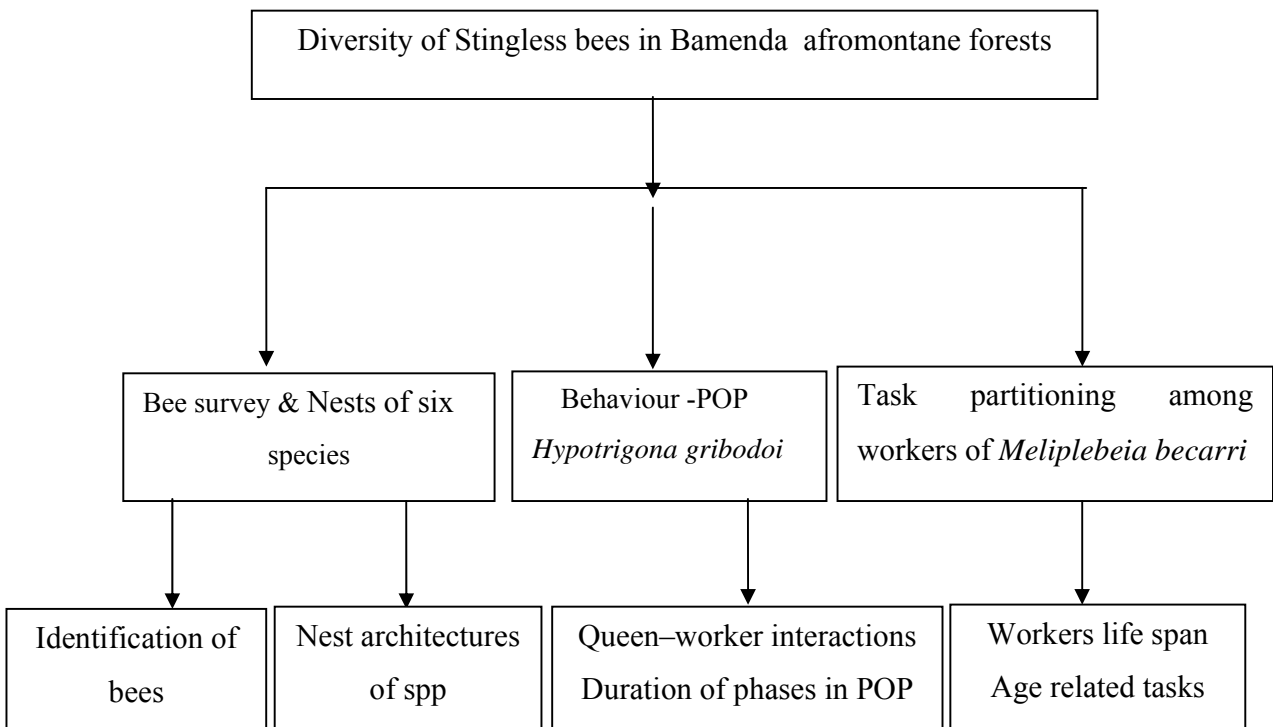 Diversity of Stingless bees in Bamenda afromontane forests
Bee survey & Nests of six
species
Behaviour -POP
Hypotrigona gribodoi
Task partitioning among
workers of Meliplebeia becarri
Identification of
bees
Nest architectures
of spp
Queen–worker interactions
Duration of phases in POP
Workers life span
Age related tasks